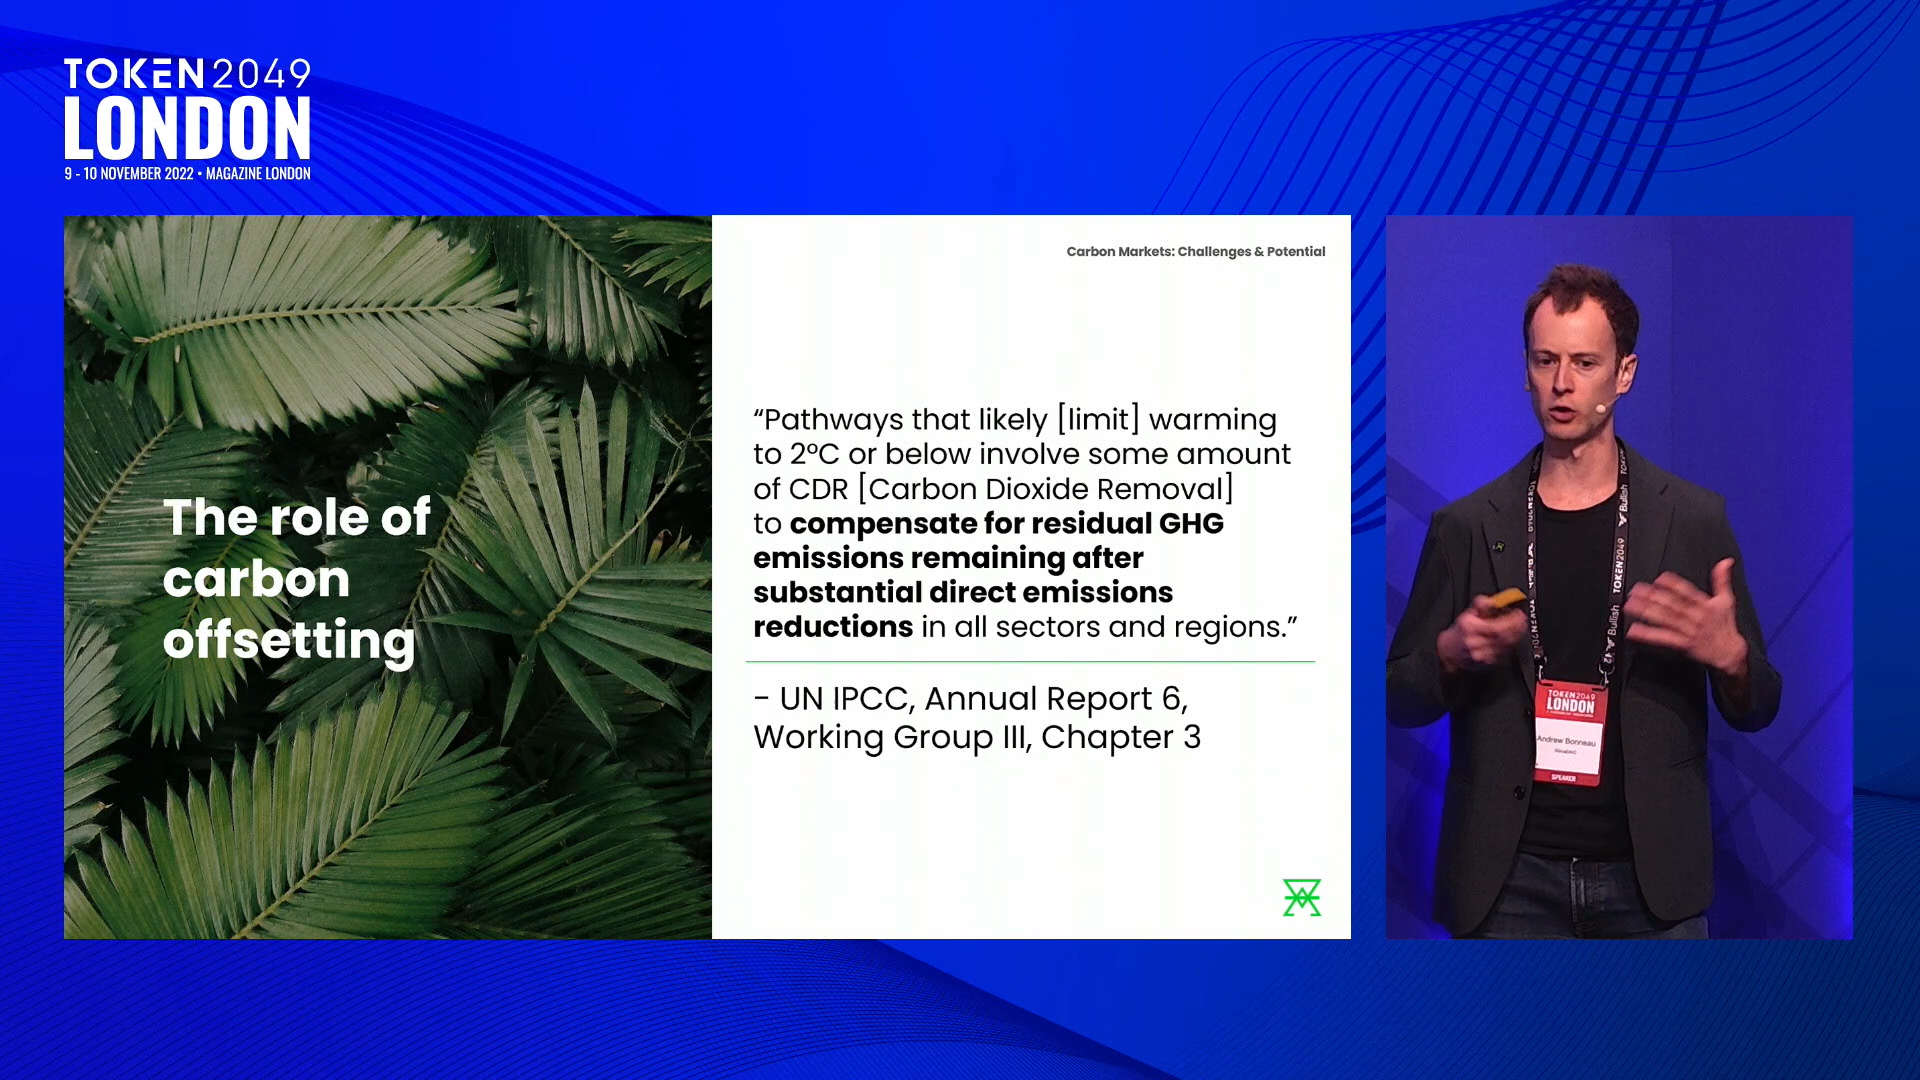 TOKEN2049
LONDON
9 - 10 NOVEMBER 2022 • MAGAZINE LONDON
The role of
carbon
offsetting
Carbon Markets: Challenges & Potential
“Pathways that likely [limit] warming
to 2°C or below involve some amount
of CDR [Carbon Dioxide Removal]
to compensate for residual GHG
emissions remaining after
substantial direct emissions
reductions in all sectors and regions.”
- UN IPCC, Annual Report 6,
Working Group III, Chapter 3
Bullish
TOKEN2049
Bullish
TOKEN2049
LONDON
Andrew Bonneau
SPEAKER